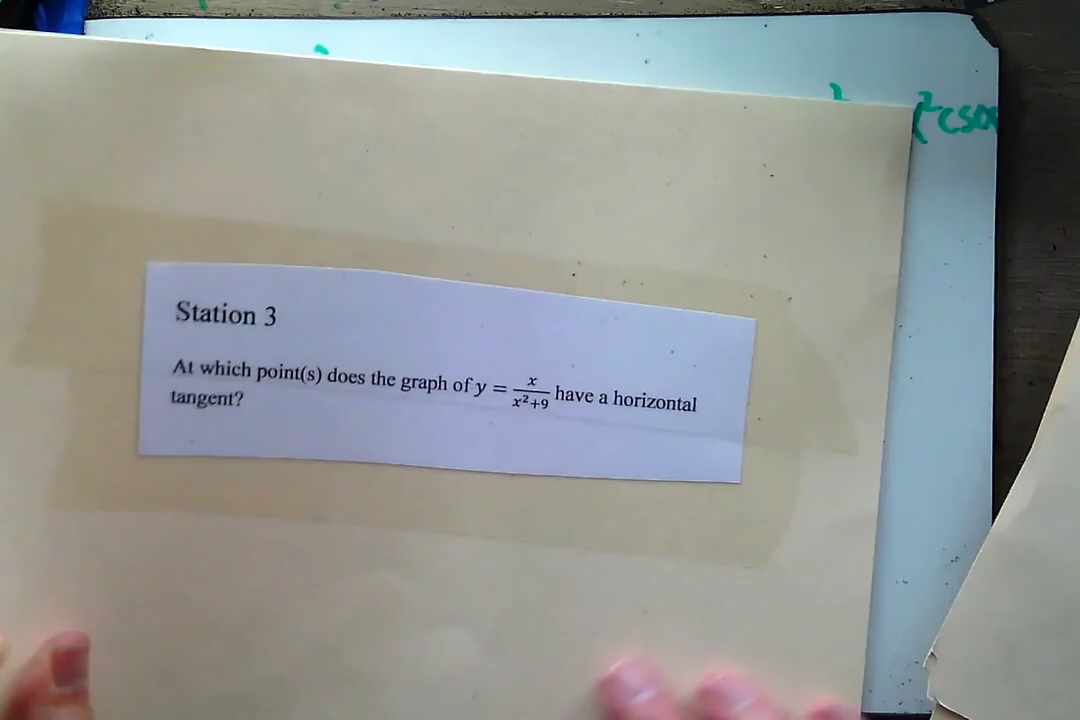 Station 3
At which point(s) does the graph of y = x/(x²+9) have a horizontal
tangent?